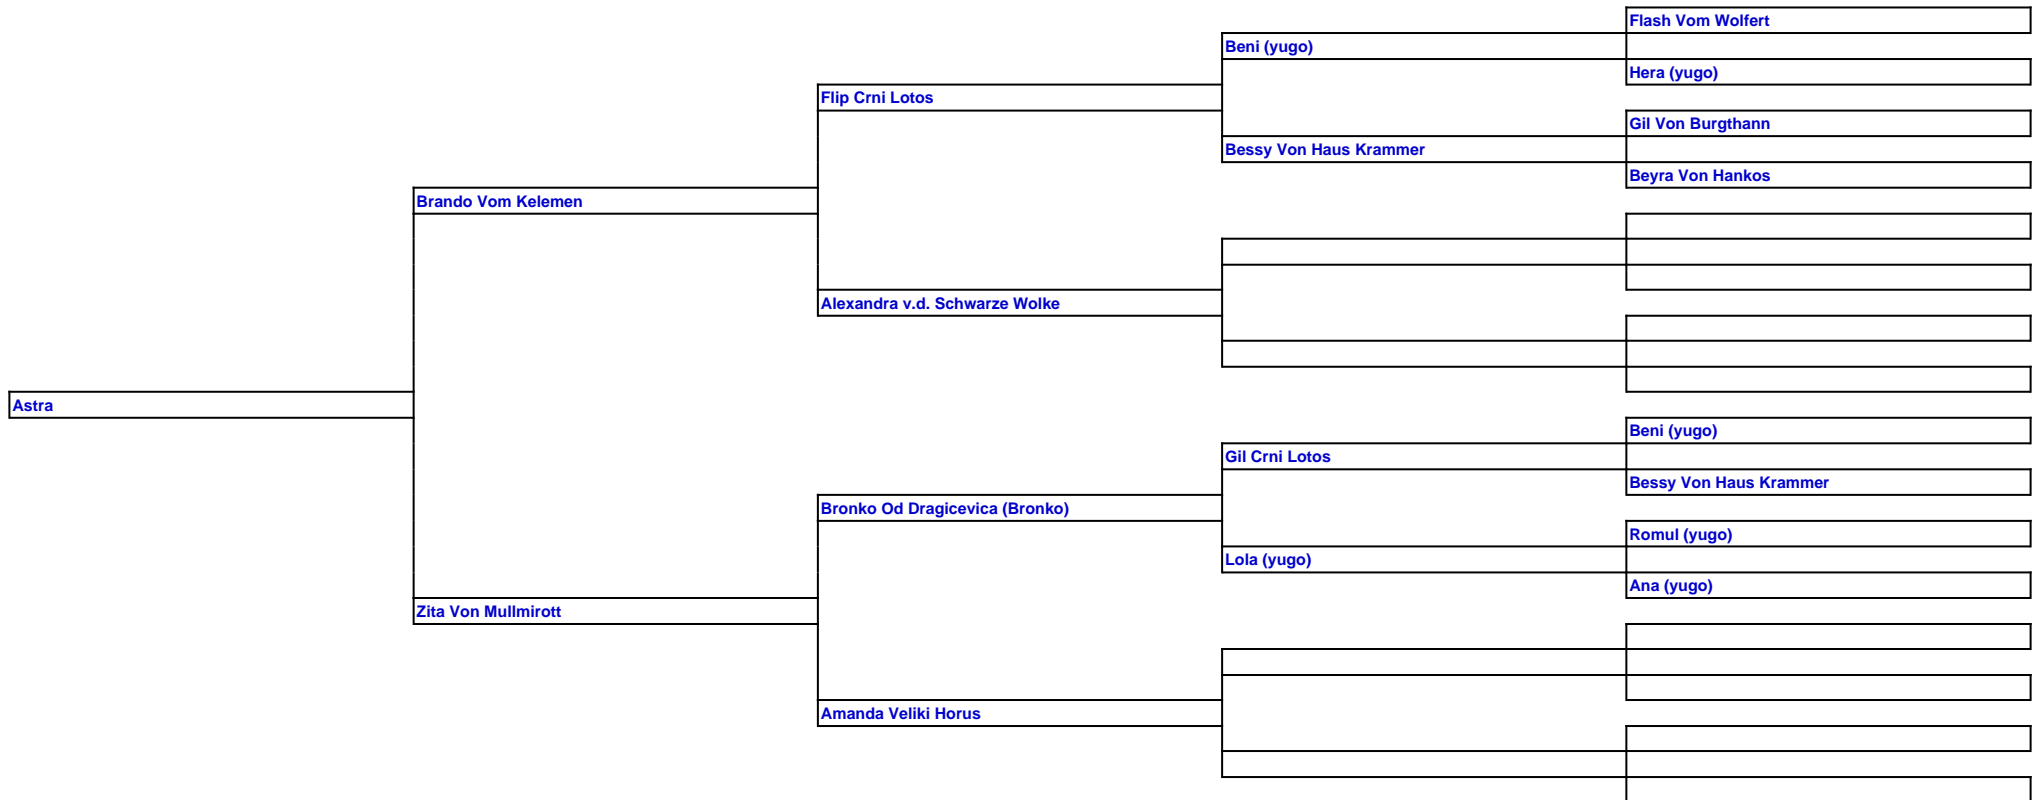 Flash Vom Wolfert
Beni (yugo)
Hera (yugo)
Flip Crni Lotos
Gil Von Burgthann
Bessy Von Haus Krammer
Beyra Von Hankos
Brando Vom Kelemen
Alexandra v.d. Schwarze Wolke
Astra
Beni (yugo)
Gil Crni Lotos
Bessy Von Haus Krammer
Bronko Od Dragicevica (Bronko)
Romul (yugo)
Lola (yugo)
Ana (yugo)
Zita Von Mullmirott
Amanda Veliki Horus